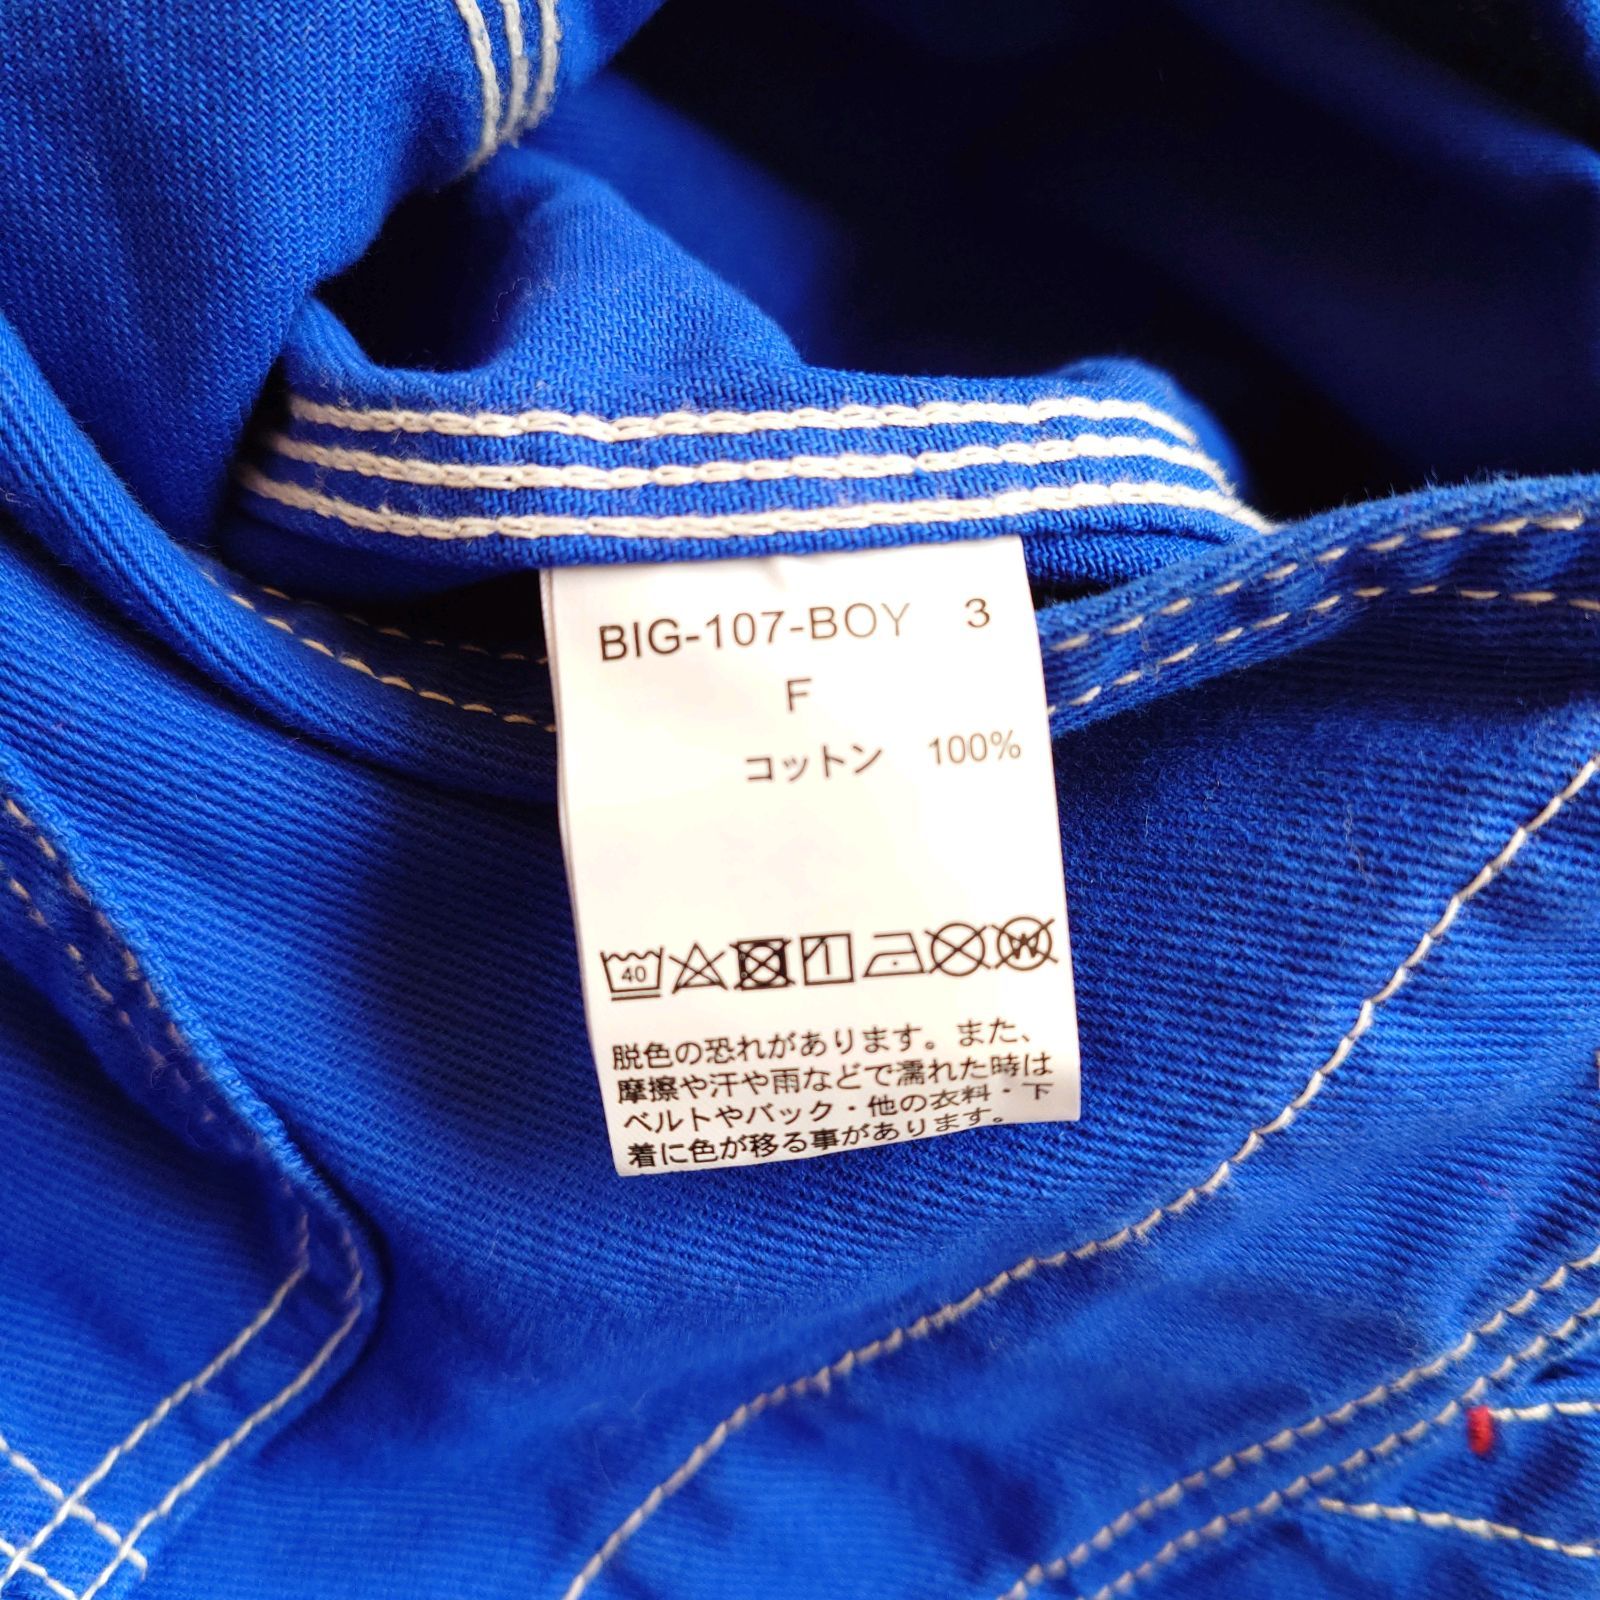 BIG-107-BOY 3
F
コットン 100%
40
W
脱色の恐れがあります。また、
摩擦や汗や雨などで濡れた時は
ベルトやバック・他の衣料・下
着に色が移る事があります。